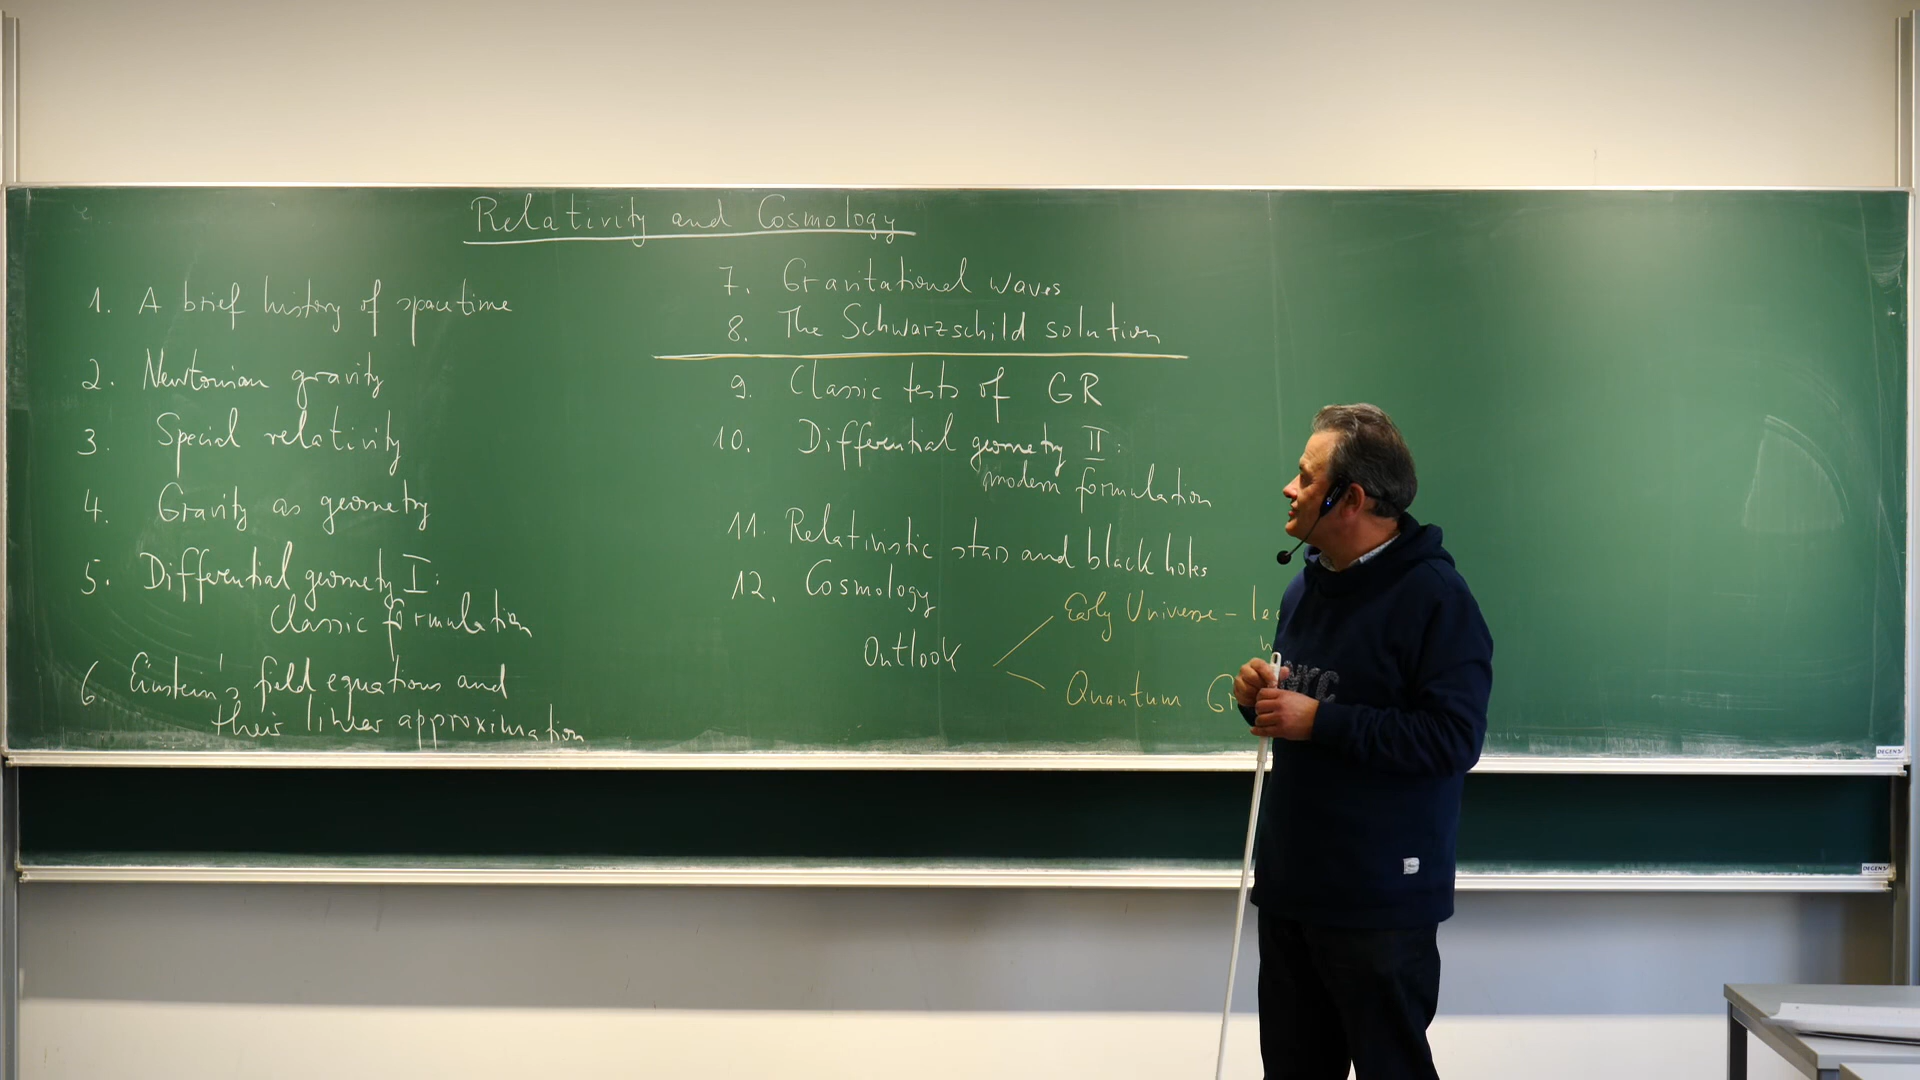 Relativity and Cosmology
1. A brief history of spacetime
2. Newtonian gravity
3. Special relativity
4. Gravity as geometry
5. Differential geometry I:
classic formulation
6. Einstein's field equations and
their linear approximation
7. Gravitational waves
8. The Schwarzschild solution
9. Classic tests of GR
10. Differential geometry II:
modern formulation
11. Relativistic stars and black holes
12. Cosmology
Outlook
Early Universe -
Quantum
DEGEN
DEGEN